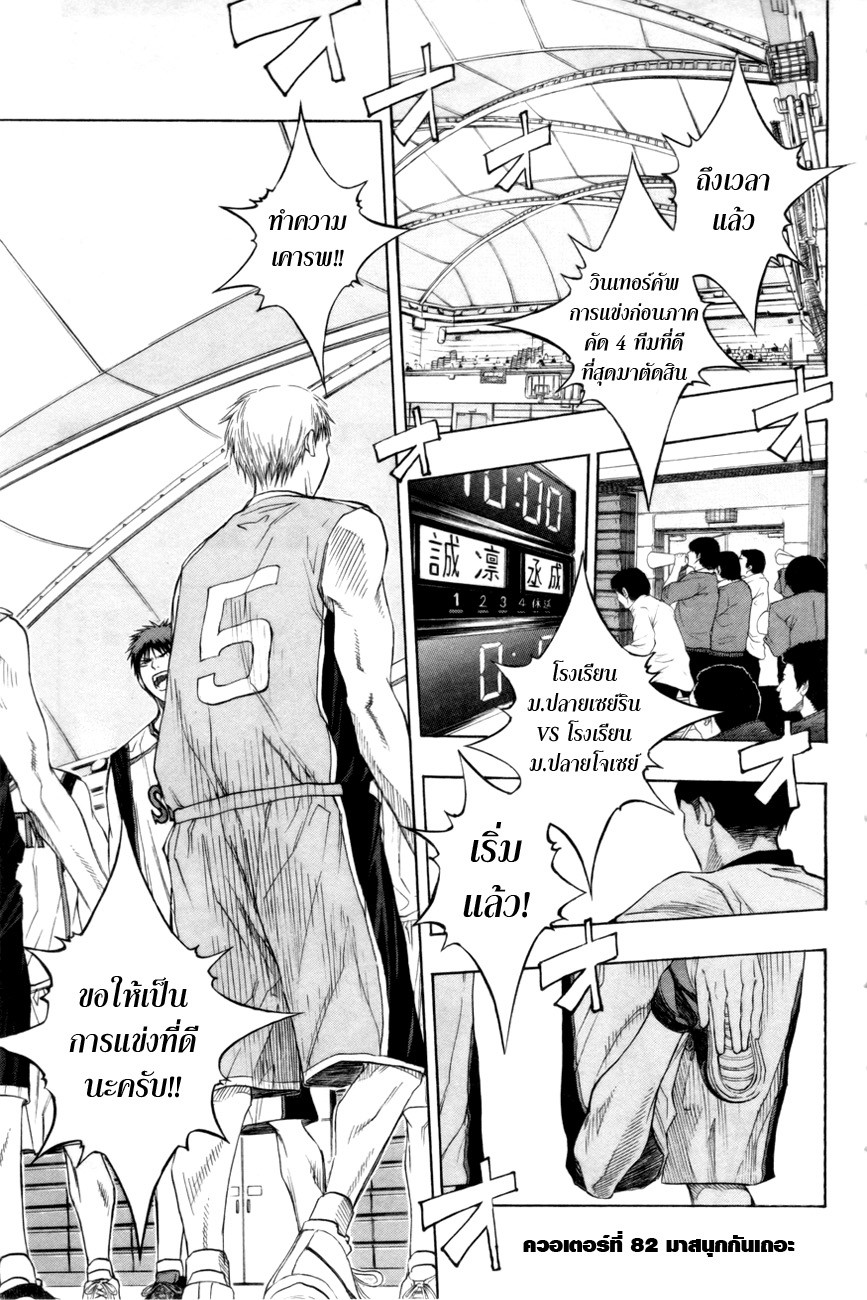 ถึงเวลา
แล้ว
วินเทอร์คัพ
การแข่งก่อนภาค
คัด 4 ทีมที่ดี
ที่สุดมาตัดสิน
10:00
誠凛
丞成
1 2 3 4
โรงเรียน
ม.ปลายเซย์ริน
VS โรงเรียน
ม.ปลายโจเซย์
เริ่ม
แล้ว!
ทำความ
เคารพ!!
5
S
ขอให้เป็น
การแข่งที่ดี
นะครับ!!
ควอเตอร์ที่ 82 มาสนุกกันเถอะ